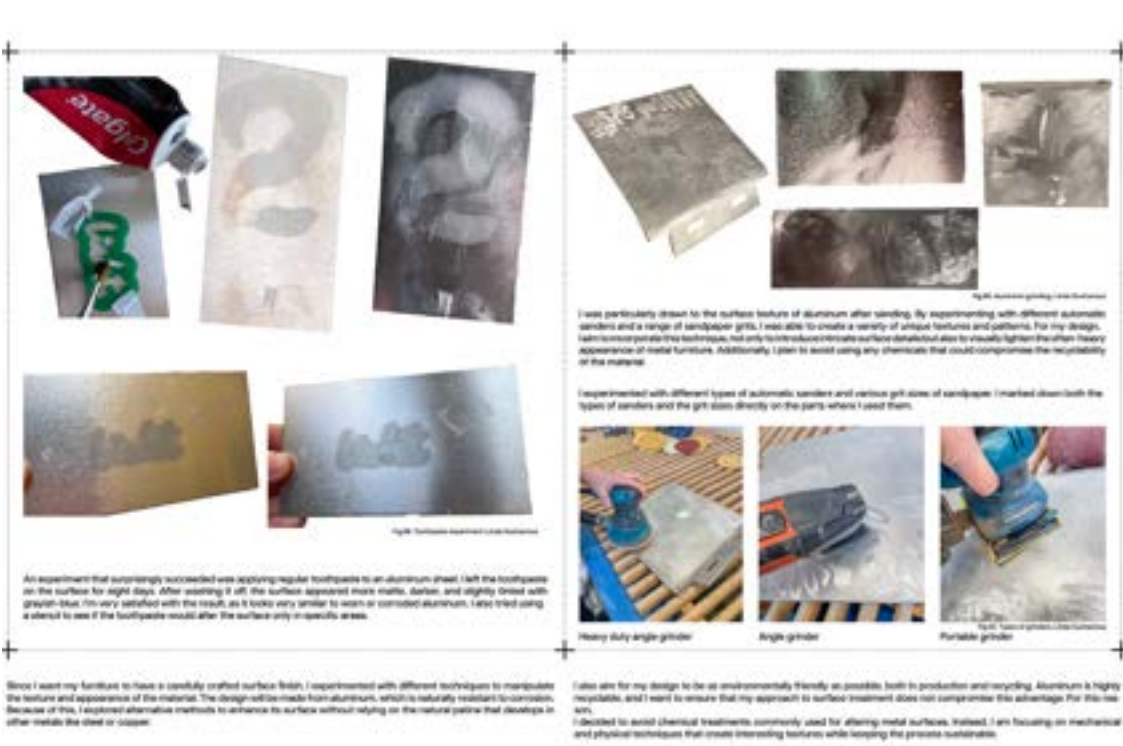 Colgate
Fig.86. Toothpaste experiment
An experiment that surprisingly succeeded was applying regular toothpaste to an aluminum sheet. I left the toothpaste
on the surface for eight days. After washing it off, the surface appeared more matte, darker, and slightly tinted with
grayish-blue. I'm very satisfied with the result, as it looks very similar to worn or corroded aluminum. I also tried using
a stencil to see if the toothpaste would alter the surface only in specific areas.
Since I want my furniture to have a carefully crafted surface finish, I experimented with different techniques to manipulate
the texture and appearance of the material. The design will be made from aluminum, which is naturally resistant to corrosion.
Because of this, I explored alternative methods to enhance its surface without relying on the natural patina that develops in
other metals like steel or copper.
Aluminium grinding
I was particularly drawn to the surface texture of aluminum after sanding. By experimenting with different automatic
sanders and a range of sandpaper grits, I was able to create a variety of unique textures and patterns. For my design,
I aim to incorporate this technique, not only to introduce intricate surface details but also to visually lighten the often-heavy
appearance of metal furniture. Additionally, I plan to avoid using any chemicals that could compromise the recyclability
of the material.
I experimented with different types of automatic sanders and various grit sizes of sandpaper. I marked down both the
types of sanders and the grit sizes directly on the parts where I used them.
Types of grinders
Heavy duty angle grinder
Angle grinder
Portable grinder
I also aim for my design to be as environmentally friendly as possible, both in production and recycling. Aluminum is highly
recyclable, and I want to ensure that my approach to surface treatment does not compromise this advantage. For this rea-
son,
I decided to avoid chemical treatments commonly used for altering metal surfaces. Instead, I am focusing on mechanical
and physical techniques that create interesting textures while keeping the process sustainable.